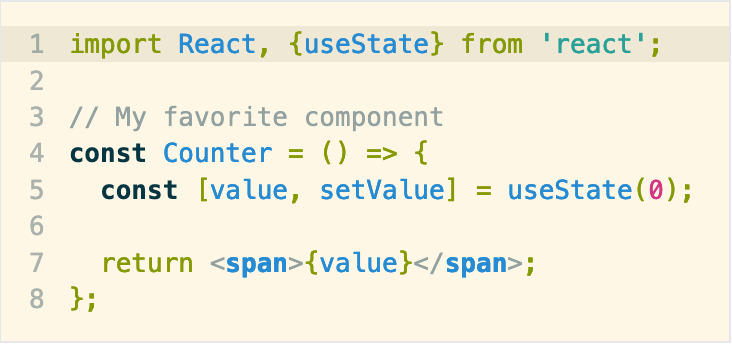 1 import React, {useState} from 'react';
2
3 // My favorite component
4 const Counter = () => {
5   const [value, setValue] = useState(0);
6
7   return <span>{value}</span>;
8 };